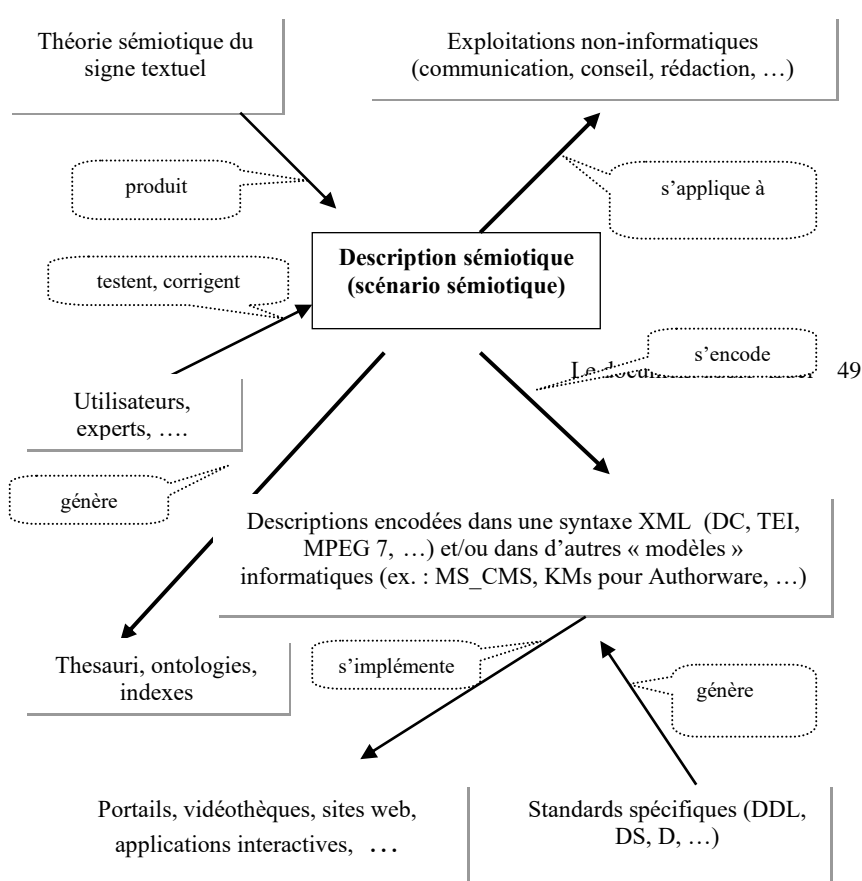 Théorie sémiotique du
signe textuel
Exploitations non-informatiques
(communication, conseil, rédaction, …)
produit
s’applique à
Description sémiotique
(scénario sémiotique)
testent, corrigent
s’encode
49
Utilisateurs,
experts, ….
génère
Descriptions encodées dans une syntaxe XML (DC, TEI,
MPEG 7, …) et/ou dans d’autres « modèles »
informatiques (ex. : MS_CMS, KMs pour Authorware, …)
Thesauri, ontologies,
indexes
s’implémente
génère
Portails, vidéothèques, sites web,
applications interactives, …
Standards spécifiques (DDL,
DS, D, …)